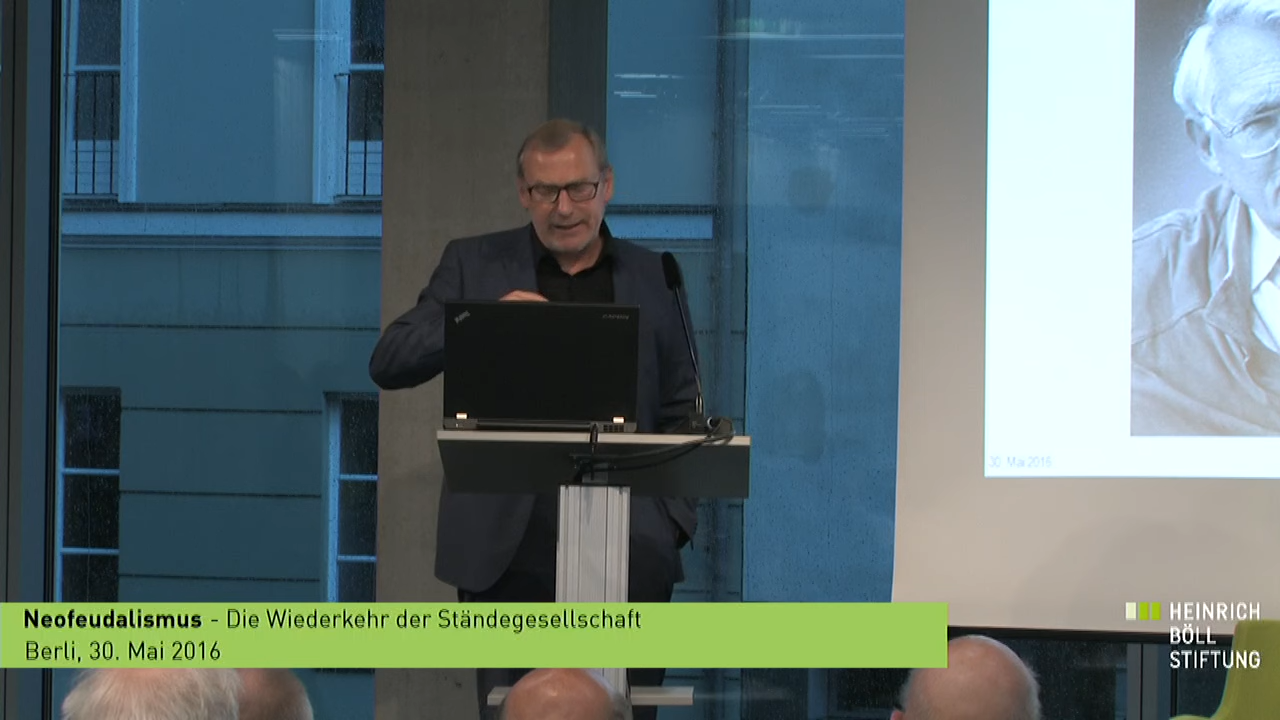 30. Mai 2016
Neofeudalismus - Die Wiederkehr der Ständegesellschaft
Berli, 30. Mai 2016
HEINRICH
BÖLL
STIFTUNG